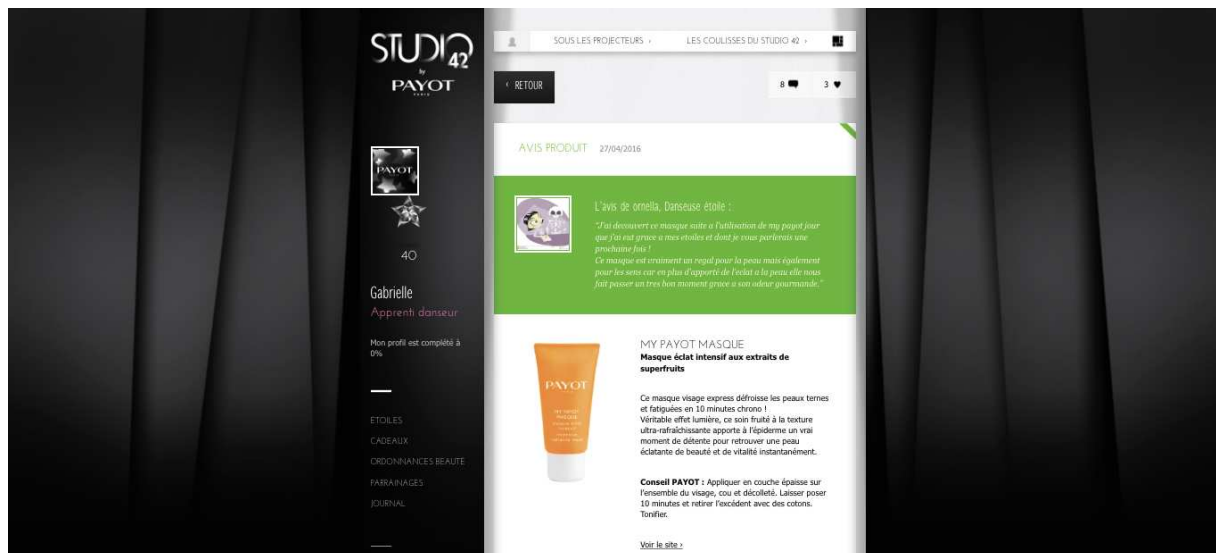 STUDIO
42
by
PAYOT
PARIS
SOUS LES PROJECTEURS ›
LES COULISSES DU STUDIO 42 ›
‹ RETOUR
8
3
PAYOT
40
Gabrielle
Apprenti danseur
Mon profil est complété à
0%
ETOILES
CADEAUX
ORDONNANCES BEAUTÉ
PARRAINAGES
JOURNAL
AVIS PRODUIT 27/04/2016
L'avis de ornella, Danseuse étoile :
"J'ai decouvert ce masque suite a l'utilisation de my payot jour
que j'ai eut grace a mes etoiles et dont je vous parlerais une
prochaine fois !
Ce masque est vraiment un regal pour la peau mais également
pour les sens car en plus d'apporté de l'eclat a la peau elle nous
fait passer un tres bon moment grace a son odeur gourmande."
PAYOT
MY PAYOT
MASQUE
MY PAYOT MASQUE
Masque éclat intensif aux extraits de
superfruits
Ce masque visage express défroisse les peaux ternes
et fatiguées en 10 minutes chrono !
Véritable effet lumière, ce soin fruité à la texture
ultra-rafraîchissante apporte à l'épiderme un vrai
moment de détente pour retrouver une peau
éclatante de beauté et de vitalité instantanément.
Conseil PAYOT : Appliquer en couche épaisse sur
l'ensemble du visage, cou et décolleté. Laisser poser
10 minutes et retirer l'excédent avec des cotons.
Tonifier.
Voir le site ›